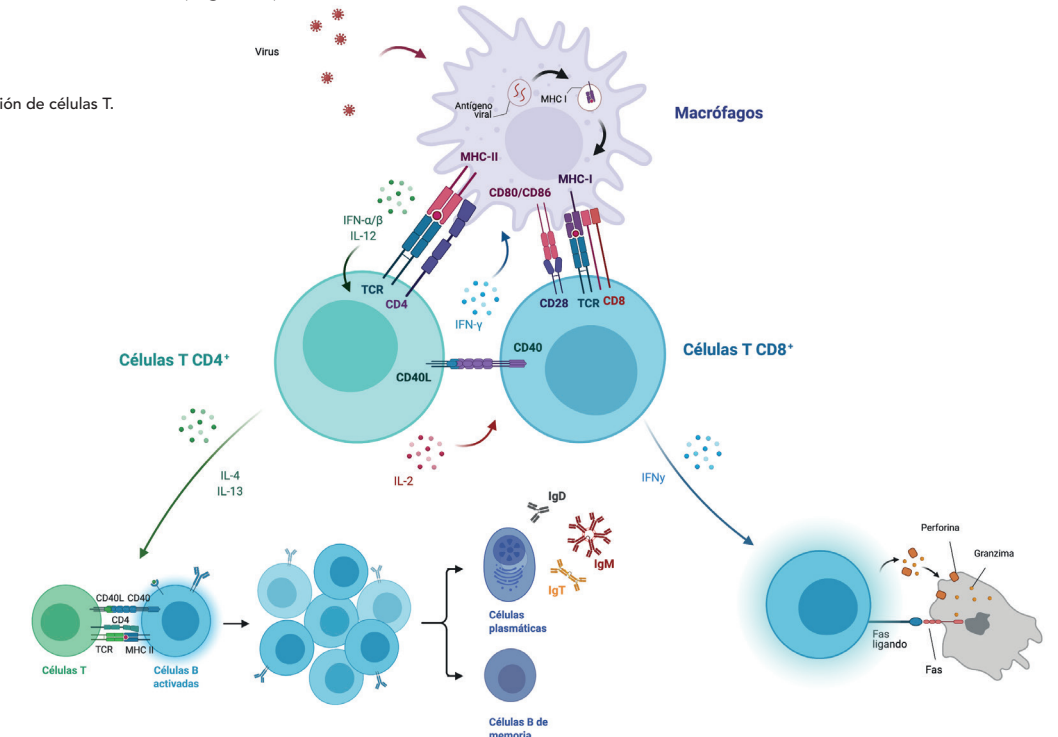 Virus
ión de células T.
Antígeno
viral
MHC I
Macrófagos
MHC-II
CD80/CD86
MHC-I
IFN-α/β
IL-12
TCR
CD4
IFN-γ
CD28
TCR
CD8
Células T CD4⁺
CD40L
CD40
Células T CD8⁺
IL-4
IL-13
IL-2
IFNy
IgD
IgM
IgT
Perforina
Granzima
CD40L
CD40
CD4
TCR
MHC II
Células T
Células B
activadas
Células
plasmáticas
Células B de
memoria
Fas
ligando
Fas